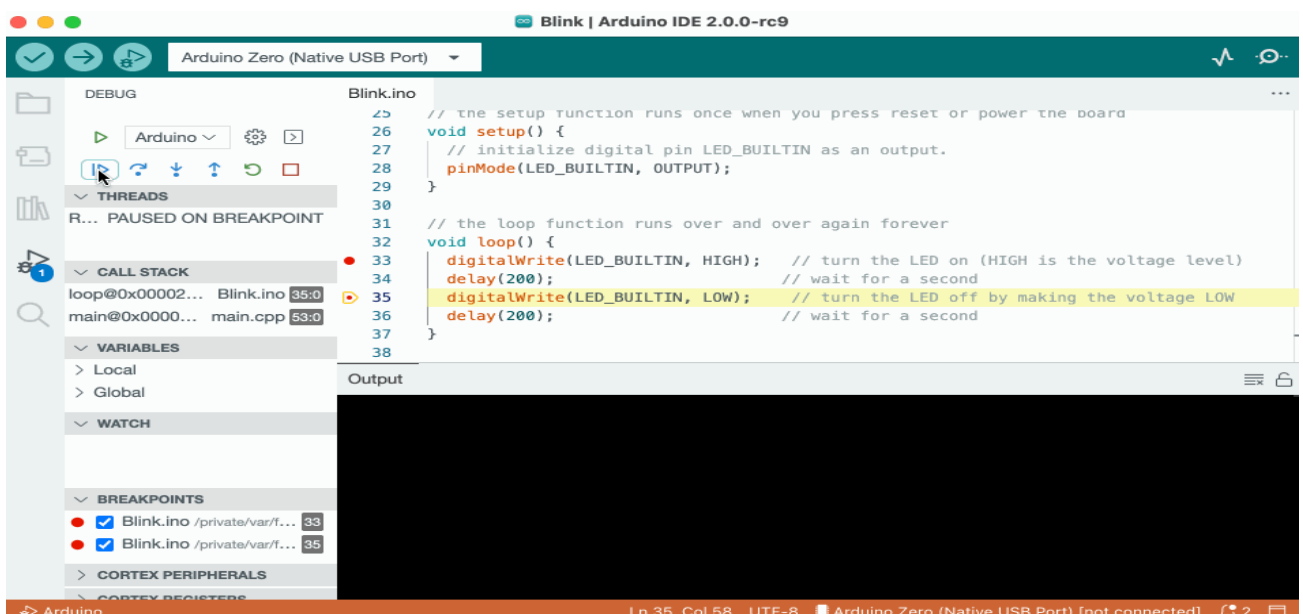 Blink | Arduino IDE 2.0.0-rc9
Arduino Zero (Native USB Port)
DEBUG
Arduino
THREADS
R... PAUSED ON BREAKPOINT
CALL STACK
loop@0x00002... Blink.ino 35:0
main@0x0000... main.cpp 53:0
VARIABLES
Local
Global
WATCH
BREAKPOINTS
Blink.ino /private/var/f... 33
Blink.ino /private/var/f... 35
CORTEX PERIPHERALS
CORTEX REGISTERS
1
Blink.ino
25 // the setup function runs once when you press reset or power the board
26 void setup() {
27 // initialize digital pin LED_BUILTIN as an output.
28 pinMode(LED_BUILTIN, OUTPUT);
29 }
30
31 // the loop function runs over and over again forever
32 void loop() {
33 digitalWrite(LED_BUILTIN, HIGH); // turn the LED on (HIGH is the voltage level)
34 delay(200); // wait for a second
35 digitalWrite(LED_BUILTIN, LOW); // turn the LED off by making the voltage LOW
36 delay(200); // wait for a second
37 }
38
Output
Arduino
Ln 35, Col 58 UTF-8 Arduino Zero (Native USB Port) [not connected] 2